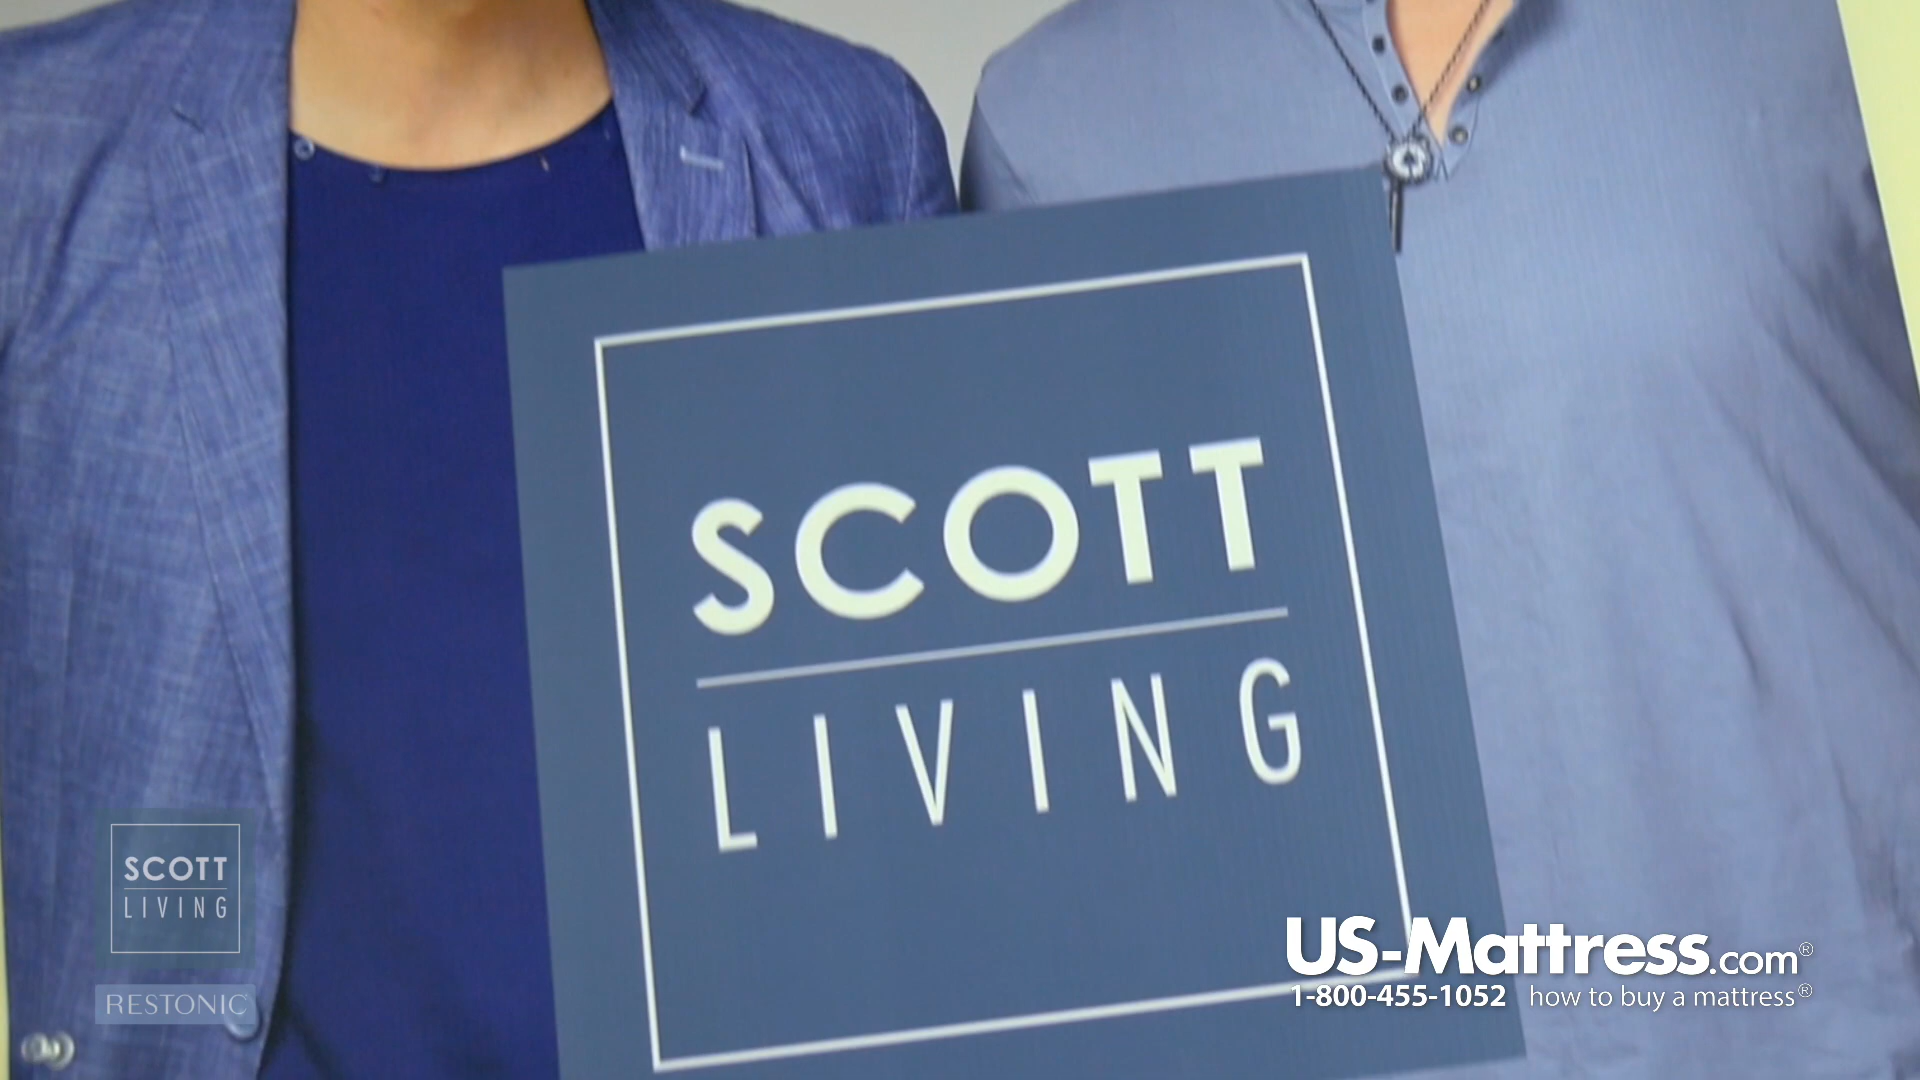 SCOTT
LIVING
SCOTT
LIVING
RESTONIC
US-Mattress.com®
1-800-455-1052 how to buy a mattress®